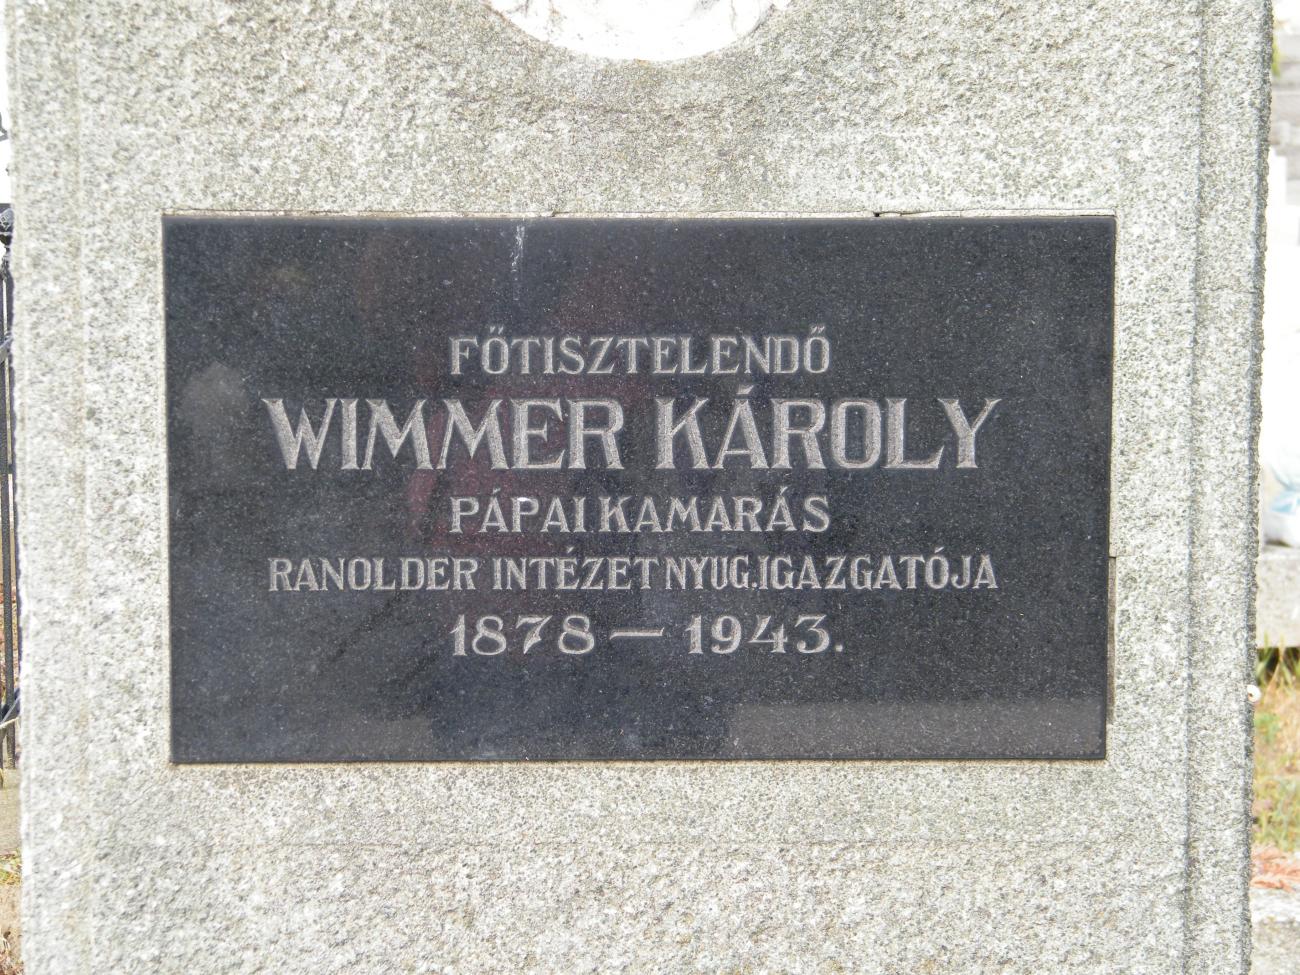 FŐTISZTELENDŐ
WIMMER KÁROLY
PÁPAI KAMARÁS
RANOLDER INTÉZET NYUG. IGAZGATÓJA
1878 — 1943.